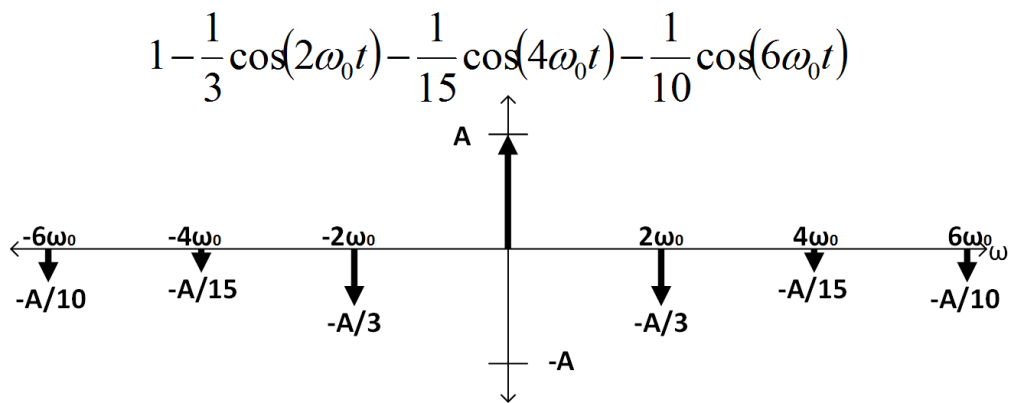 1 − 1/3 cos(2ω₀t) − 1/15 cos(4ω₀t) − 1/10 cos(6ω₀t)
A
-6ω₀ -4ω₀ -2ω₀ 2ω₀ 4ω₀ 6ω₀ ω
-A/10 -A/15 -A/3 -A/3 -A/15 -A/10
-A